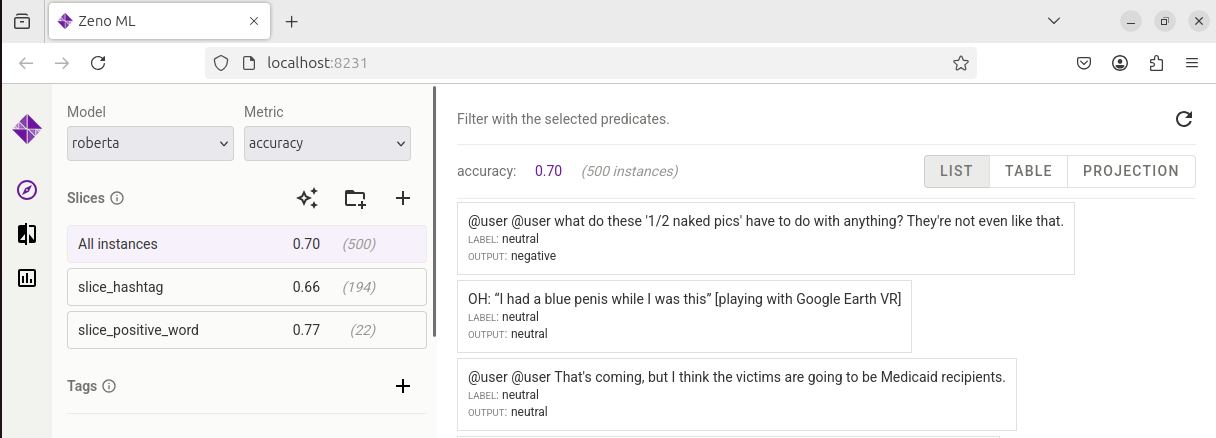 Zeno ML
localhost:8231
Model
Metric
roberta
accuracy
Slices
All instances 0.70 (500)
slice_hashtag 0.66 (194)
slice_positive_word 0.77 (22)
Tags
Filter with the selected predicates.
accuracy: 0.70 (500 instances)
LIST TABLE PROJECTION
@user @user what do these '1/2 naked pics' have to do with anything? They're not even like that.
LABEL: neutral
OUTPUT: negative
OH: “I had a blue penis while I was this” [playing with Google Earth VR]
LABEL: neutral
OUTPUT: neutral
@user @user That's coming, but I think the victims are going to be Medicaid recipients.
LABEL: neutral
OUTPUT: neutral